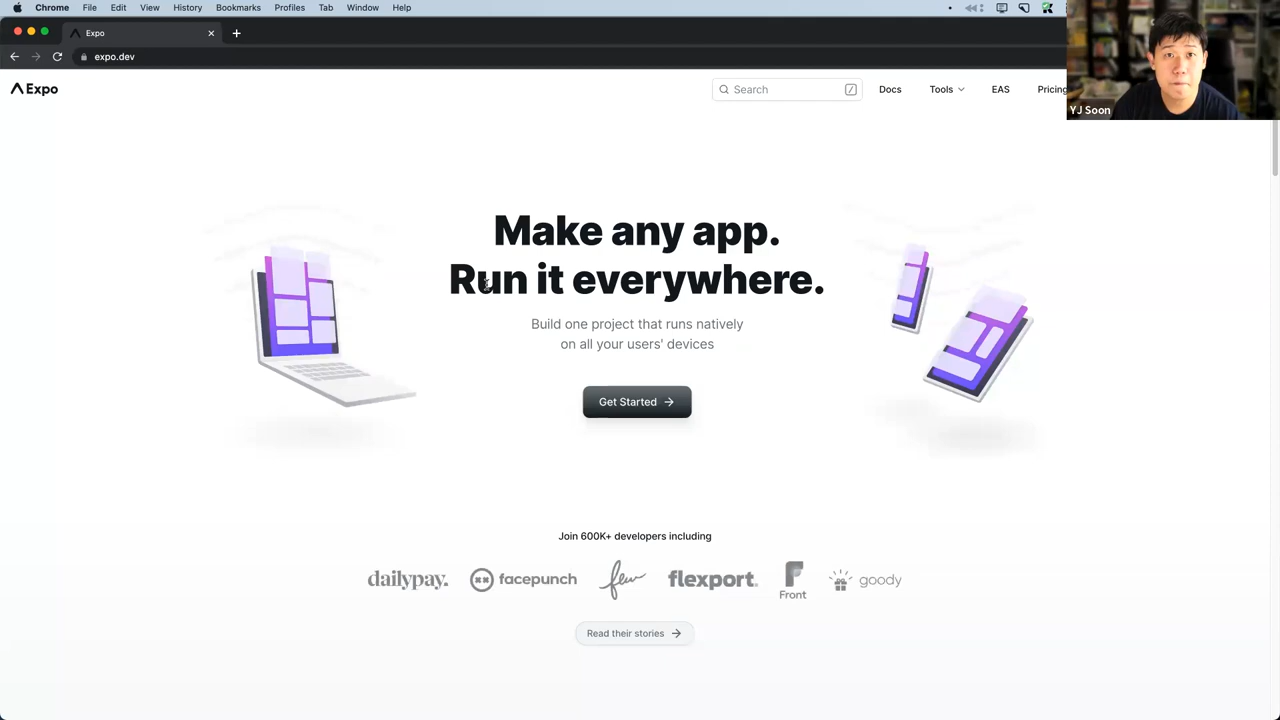 Chrome File Edit View History Bookmarks Profiles Tab Window Help
Expo
expo.dev
Expo
Search /
Docs
Tools
EAS
Pricing
YJ Soon
Make any app.
Run it everywhere.
Build one project that runs natively
on all your users' devices
Get Started
Join 600K+ developers including
dailypay.
facepunch
few
flexport.
Front
goody
Read their stories